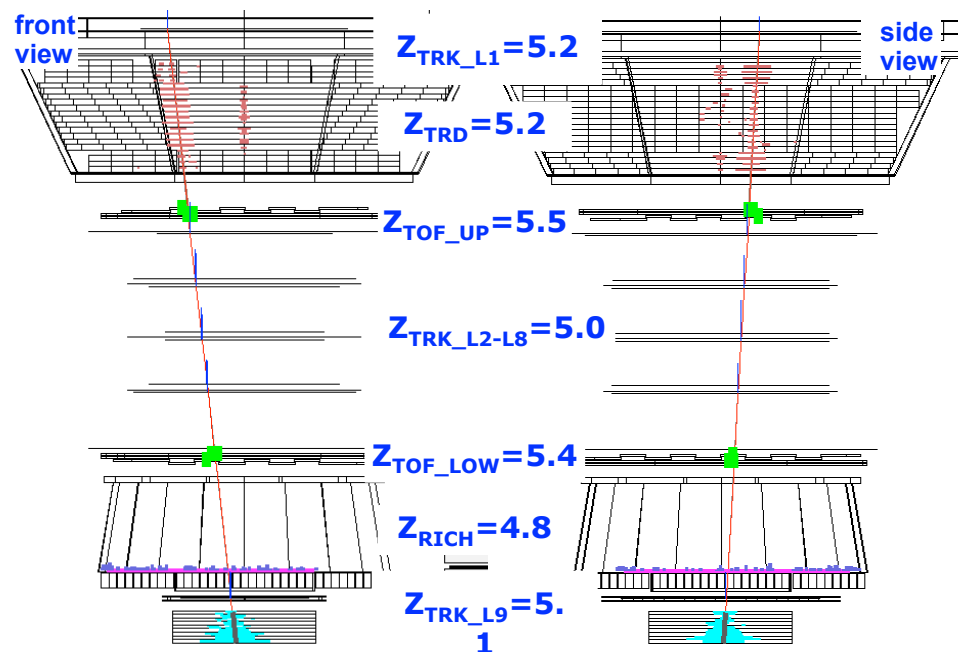 front view
side view
Z_TRK_L1=5.2
Z_TRD=5.2
Z_TOF_UP=5.5
Z_TRK_L2-L8=5.0
Z_TOF_LOW=5.4
Z_RICH=4.8
Z_TRK_L9=5.
1